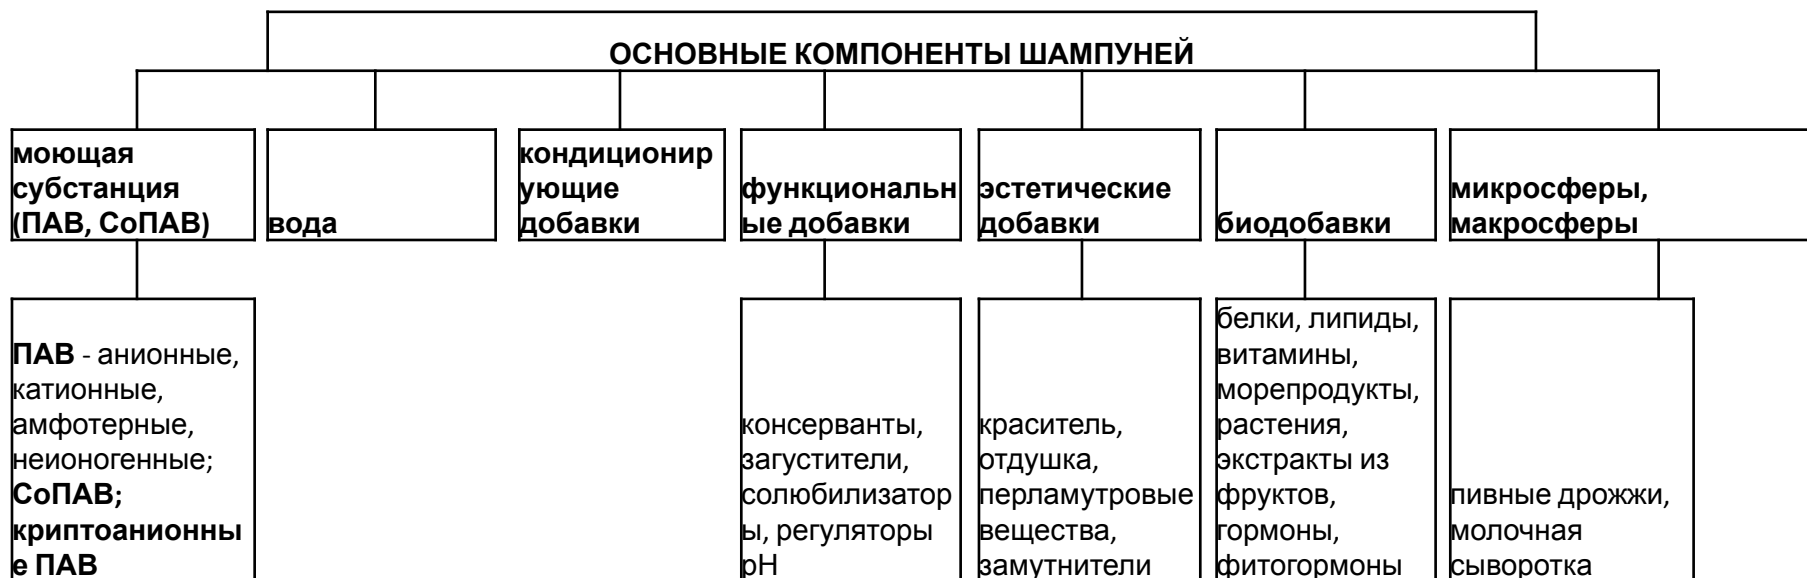 ОСНОВНЫЕ КОМПОНЕНТЫ ШАМПУНЕЙ
моющая
субстанция
(ПАВ, СоПАВ)
вода
кондиционир
ующие
добавки
функциональн
ые добавки
эстетические
добавки
биодобавки
микросферы,
макросферы
ПАВ - анионные,
катионные,
амфотерные,
неионогенные;
СоПАВ;
криптоанионны
е ПАВ
консерванты,
загустители,
солюбилизатор
ы, регуляторы
рН
краситель,
отдушка,
перламутровые
вещества,
замутнители
белки, липиды,
витамины,
морепродукты,
растения,
экстракты из
фруктов,
гормоны,
фитогормоны
пивные дрожжи,
молочная
сыворотка